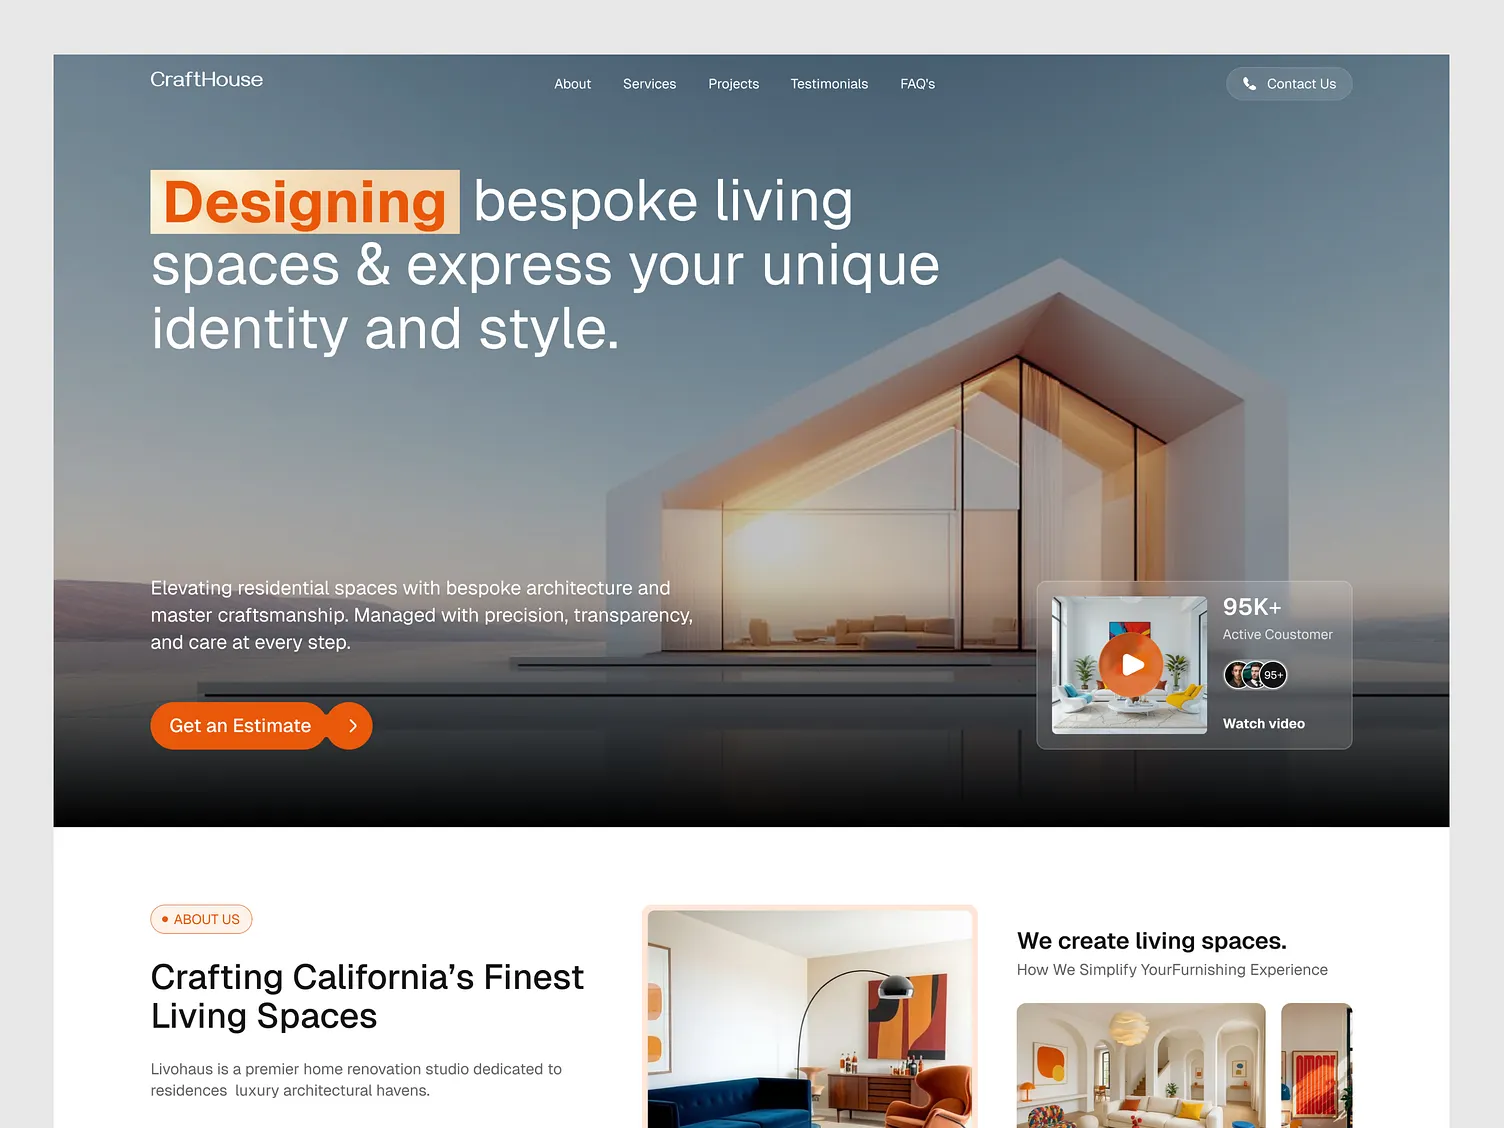 CraftHouse
About
Services
Projects
Testimonials
FAQ's
Contact Us
Designing bespoke living
spaces & express your unique
identity and style.
Elevating residential spaces with bespoke architecture and
master craftsmanship. Managed with precision, transparency,
and care at every step.
Get an Estimate
95K+
Active Coustomer
95+
Watch video
ABOUT US
Crafting California’s Finest
Living Spaces
Livohaus is a premier home renovation studio dedicated to
residences  luxury architectural havens.
We create living spaces.
How We Simplify YourFurnishing Experience